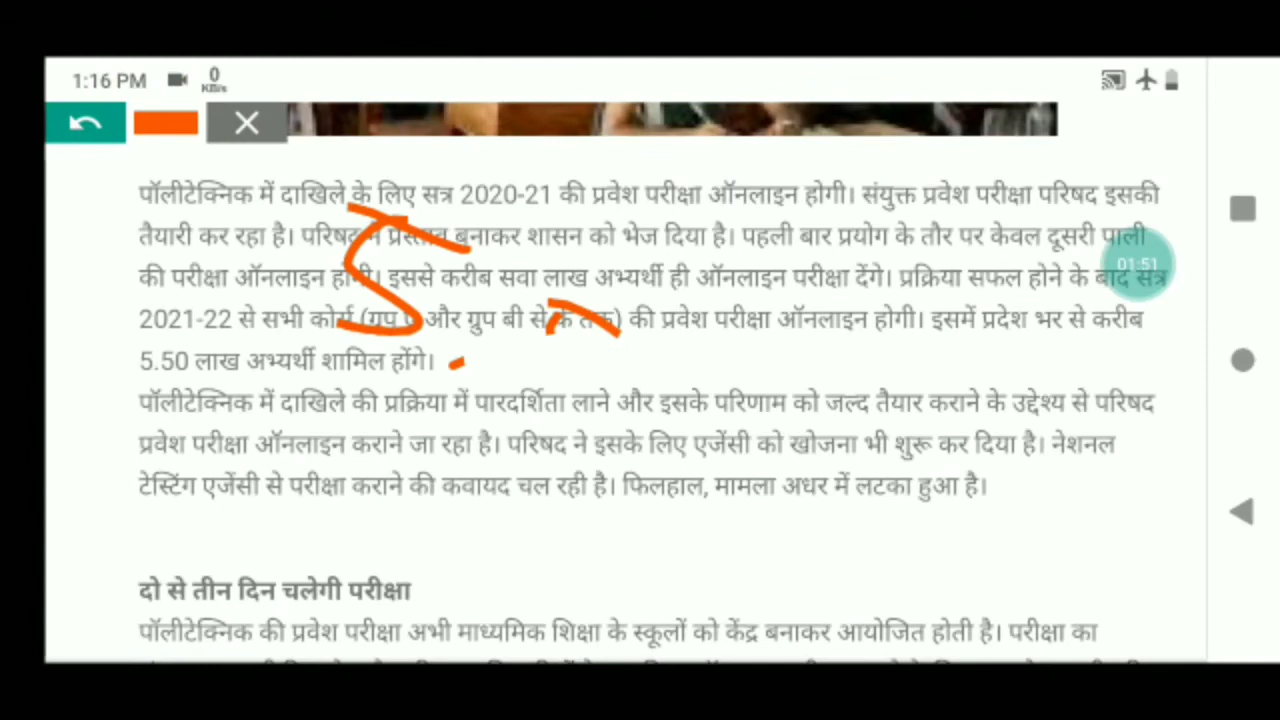 1:16 PM 0 KB/s
पॉलीटेक्निक में दाखिले के लिए सत्र 2020-21 की प्रवेश परीक्षा ऑनलाइन होगी। संयुक्त प्रवेश परीक्षा परिषद इसकी
तैयारी कर रहा है। परिषद ने प्रस्ताव बनाकर शासन को भेज दिया है। पहली बार प्रयोग के तौर पर केवल दूसरी पाली
01:51
की परीक्षा ऑनलाइन होगी। इससे करीब सवा लाख अभ्यर्थी ही ऑनलाइन परीक्षा देंगे। प्रक्रिया सफल होने के बाद सत्र
2021-22 से सभी कोर्स (ग्रुप ए और ग्रुप बी से के तक) की प्रवेश परीक्षा ऑनलाइन होगी। इसमें प्रदेश भर से करीब
5.50 लाख अभ्यर्थी शामिल होंगे।
पॉलीटेक्निक में दाखिले की प्रक्रिया में पारदर्शिता लाने और इसके परिणाम को जल्द तैयार कराने के उद्देश्य से परिषद
प्रवेश परीक्षा ऑनलाइन कराने जा रहा है। परिषद ने इसके लिए एजेंसी को खोजना भी शुरू कर दिया है। नेशनल
टेस्टिंग एजेंसी से परीक्षा कराने की कवायद चल रही है। फिलहाल, मामला अधर में लटका हुआ है।
दो से तीन दिन चलेगी परीक्षा
पॉलीटेक्निक की प्रवेश परीक्षा अभी माध्यमिक शिक्षा के स्कूलों को केंद्र बनाकर आयोजित होती है। परीक्षा का